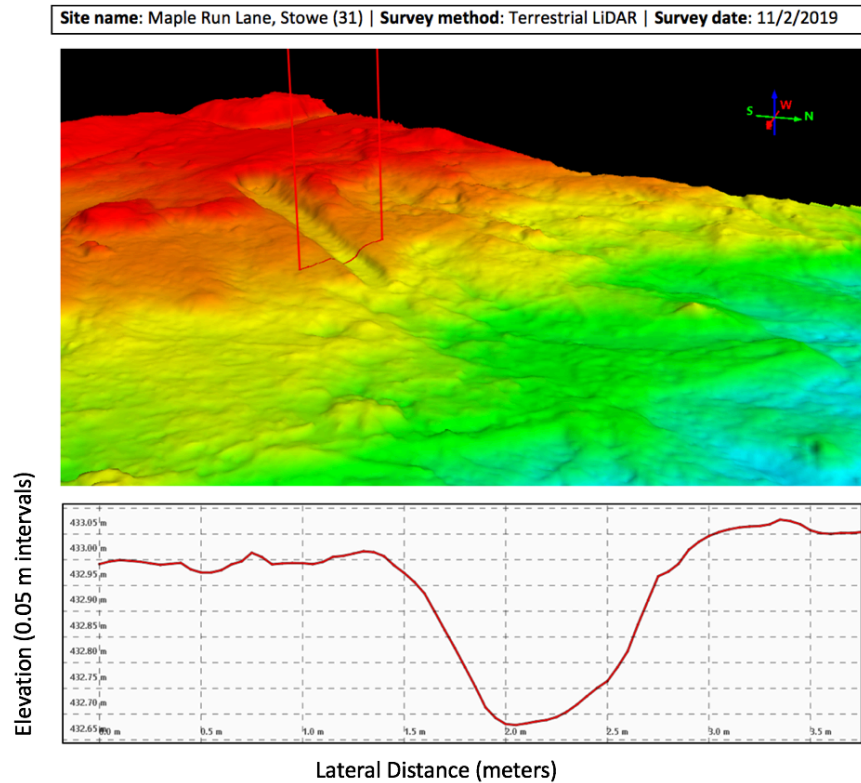 Site name: Maple Run Lane, Stowe (31) | Survey method: Terrestrial LiDAR | Survey date: 11/2/2019
W
S
N
Elevation (0.05 m intervals)
433.05 m
433.00 m
432.95 m
432.90 m
432.85 m
432.80 m
432.75 m
432.70 m
432.65 m
0.5 m
1.0 m
1.5 m
2.0 m
2.5 m
3.0 m
3.5 m
Lateral Distance (meters)